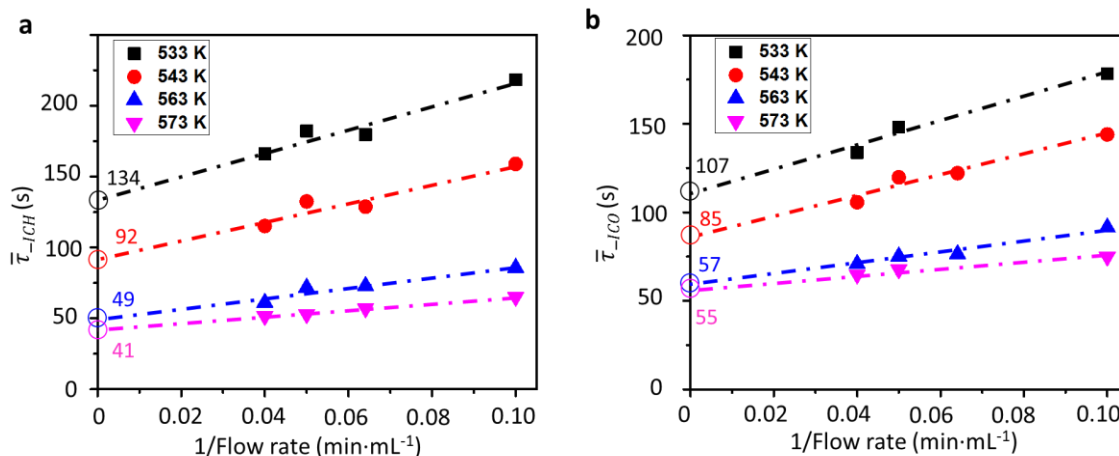 a
533 K
543 K
563 K
573 K
200
150
100
50
0
134
92
49
41
τ̅_ICH (s)
0
0.02
0.04
0.06
0.08
0.10
1/Flow rate (min·mL⁻¹)
b
533 K
543 K
563 K
573 K
200
150
100
50
0
107
85
57
55
τ̅_ICO (s)
0
0.02
0.04
0.06
0.08
0.10
1/Flow rate (min·mL⁻¹)